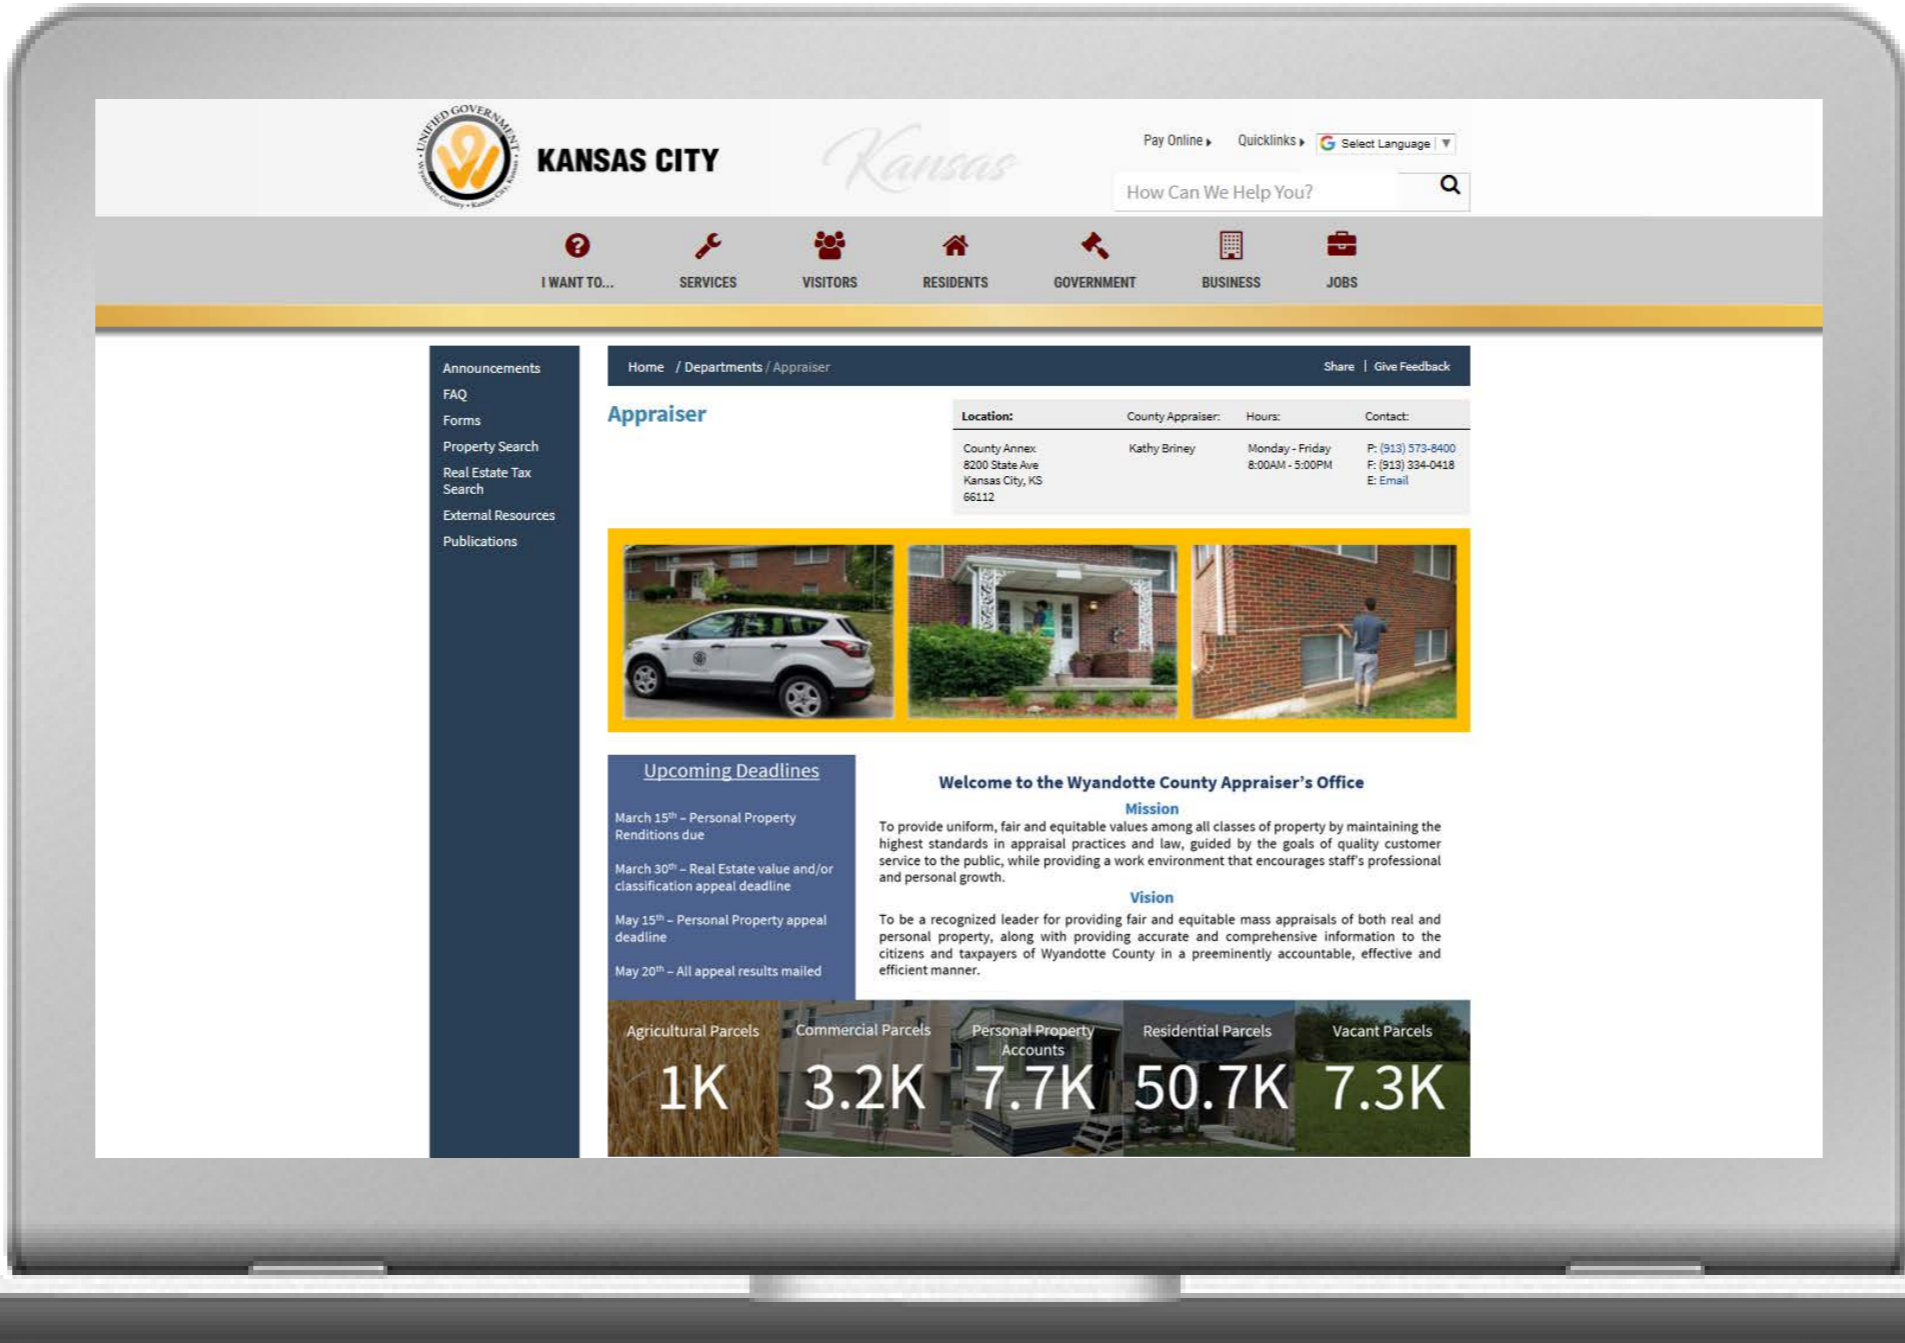 UNIFIED GOVERNMENT
Wyandotte County • Kansas City, Kansas
KANSAS CITY
Kansas
Pay Online
Quicklinks
Select Language
How Can We Help You?
I WANT TO...
SERVICES
VISITORS
RESIDENTS
GOVERNMENT
BUSINESS
JOBS
Announcements
FAQ
Forms
Property Search
Real Estate Tax
Search
External Resources
Publications
Home / Departments / Appraiser
Share | Give Feedback
Appraiser
Location: County Appraiser: Hours: Contact:
County Annex Kathy Briney Monday - Friday P: (913) 573-8400
8200 State Ave 8:00AM - 5:00PM F: (913) 334-0418
Kansas City, KS E: Email
66112
Upcoming Deadlines
March 15th – Personal Property
Renditions due
March 30th – Real Estate value and/or
classification appeal deadline
May 15th – Personal Property appeal
deadline
May 20th – All appeal results mailed
Welcome to the Wyandotte County Appraiser's Office
Mission
To provide uniform, fair and equitable values among all classes of property by maintaining the
highest standards in appraisal practices and law, guided by the goals of quality customer
service to the public, while providing a work environment that encourages staff's professional
and personal growth.
Vision
To be a recognized leader for providing fair and equitable mass appraisals of both real and
personal property, along with providing accurate and comprehensive information to the
citizens and taxpayers of Wyandotte County in a preeminently accountable, effective and
efficient manner.
Agricultural Parcels
1K
Commercial Parcels
3.2K
Personal Property
Accounts
7.7K
Residential Parcels
50.7K
Vacant Parcels
7.3K